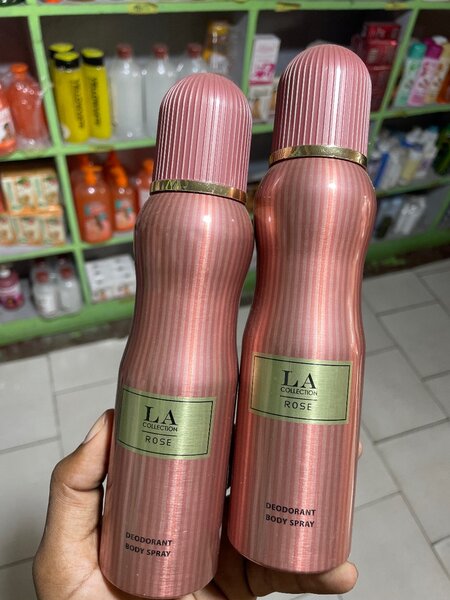 LA
COLLECTION
ROSE
DEODORANT
BODY SPRAY
LA
COLLECTION
ROSE
DEODORANT
BODY SPRAY